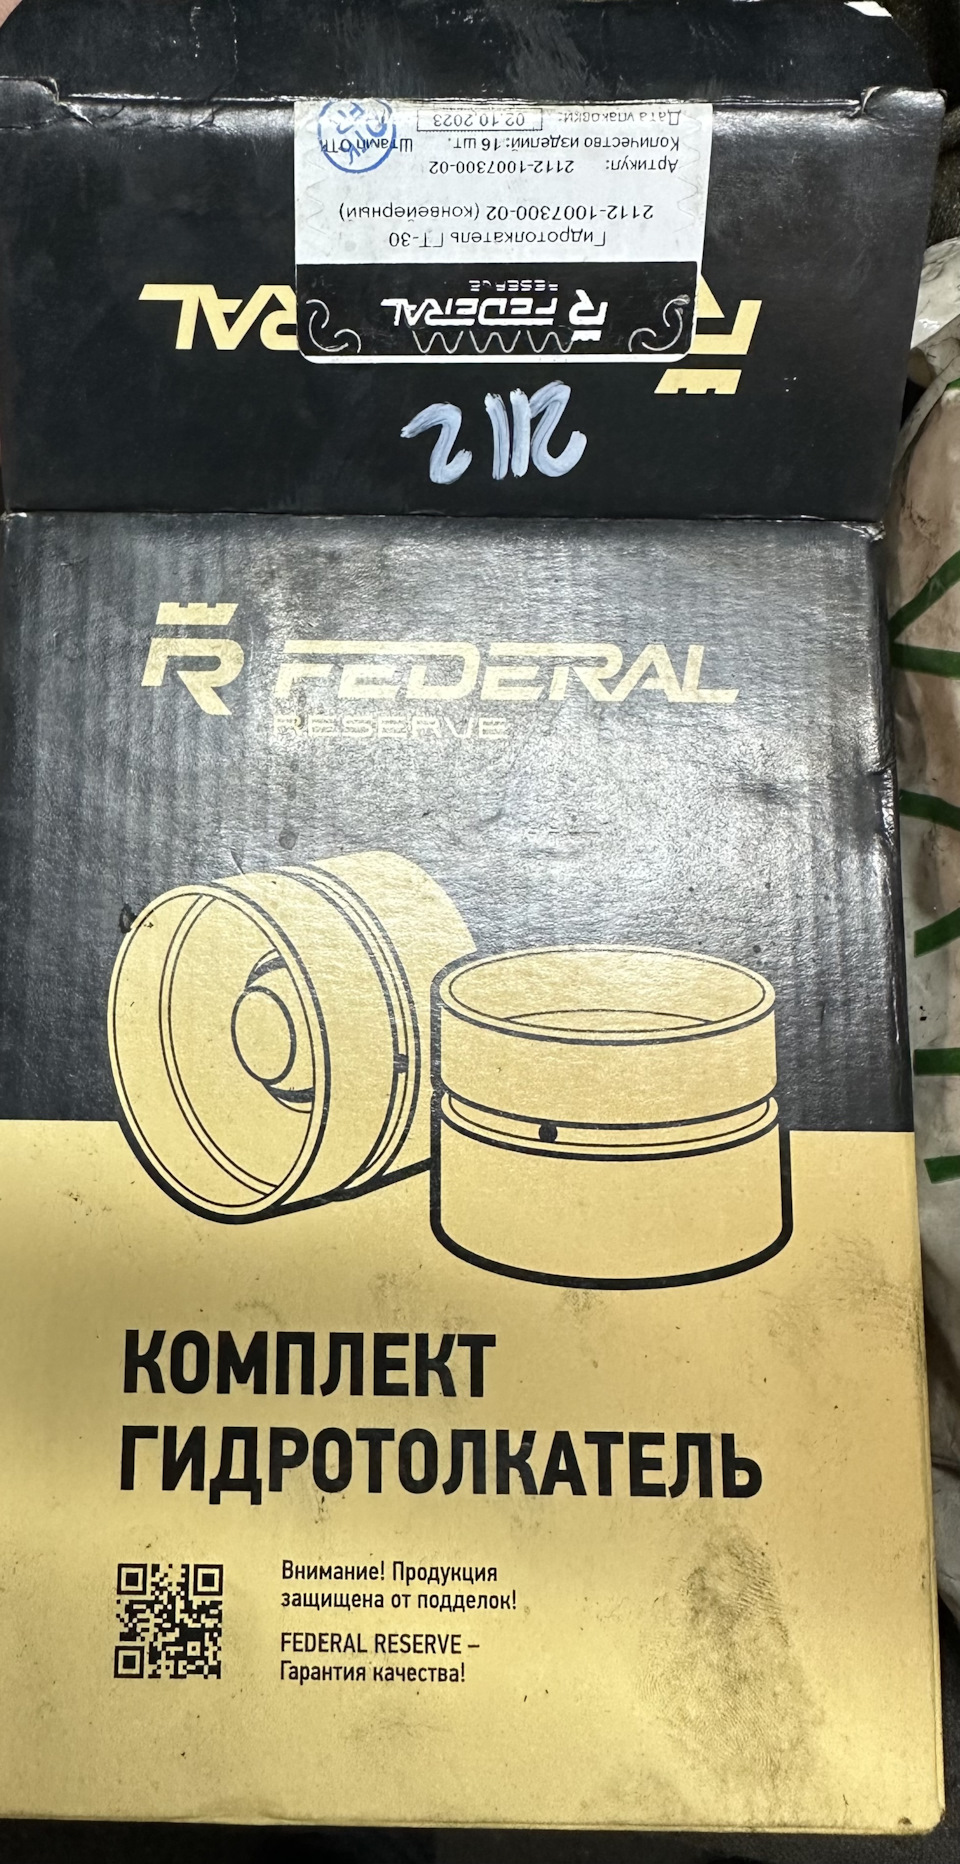 Дата упаковки: 02.10.2023
Количество изделий: 16 шт. Штамп ОТК
Артикул: 2112-1007300-02
2112-1007300-02 (конвейерный)
Гидротолкатель ГТ-30
FEDERAL
RESERVE
2112
FEDERAL
RESERVE
КОМПЛЕКТ
ГИДРОТОЛКАТЕЛЬ
Внимание! Продукция
защищена от подделок!
FEDERAL RESERVE –
Гарантия качества!